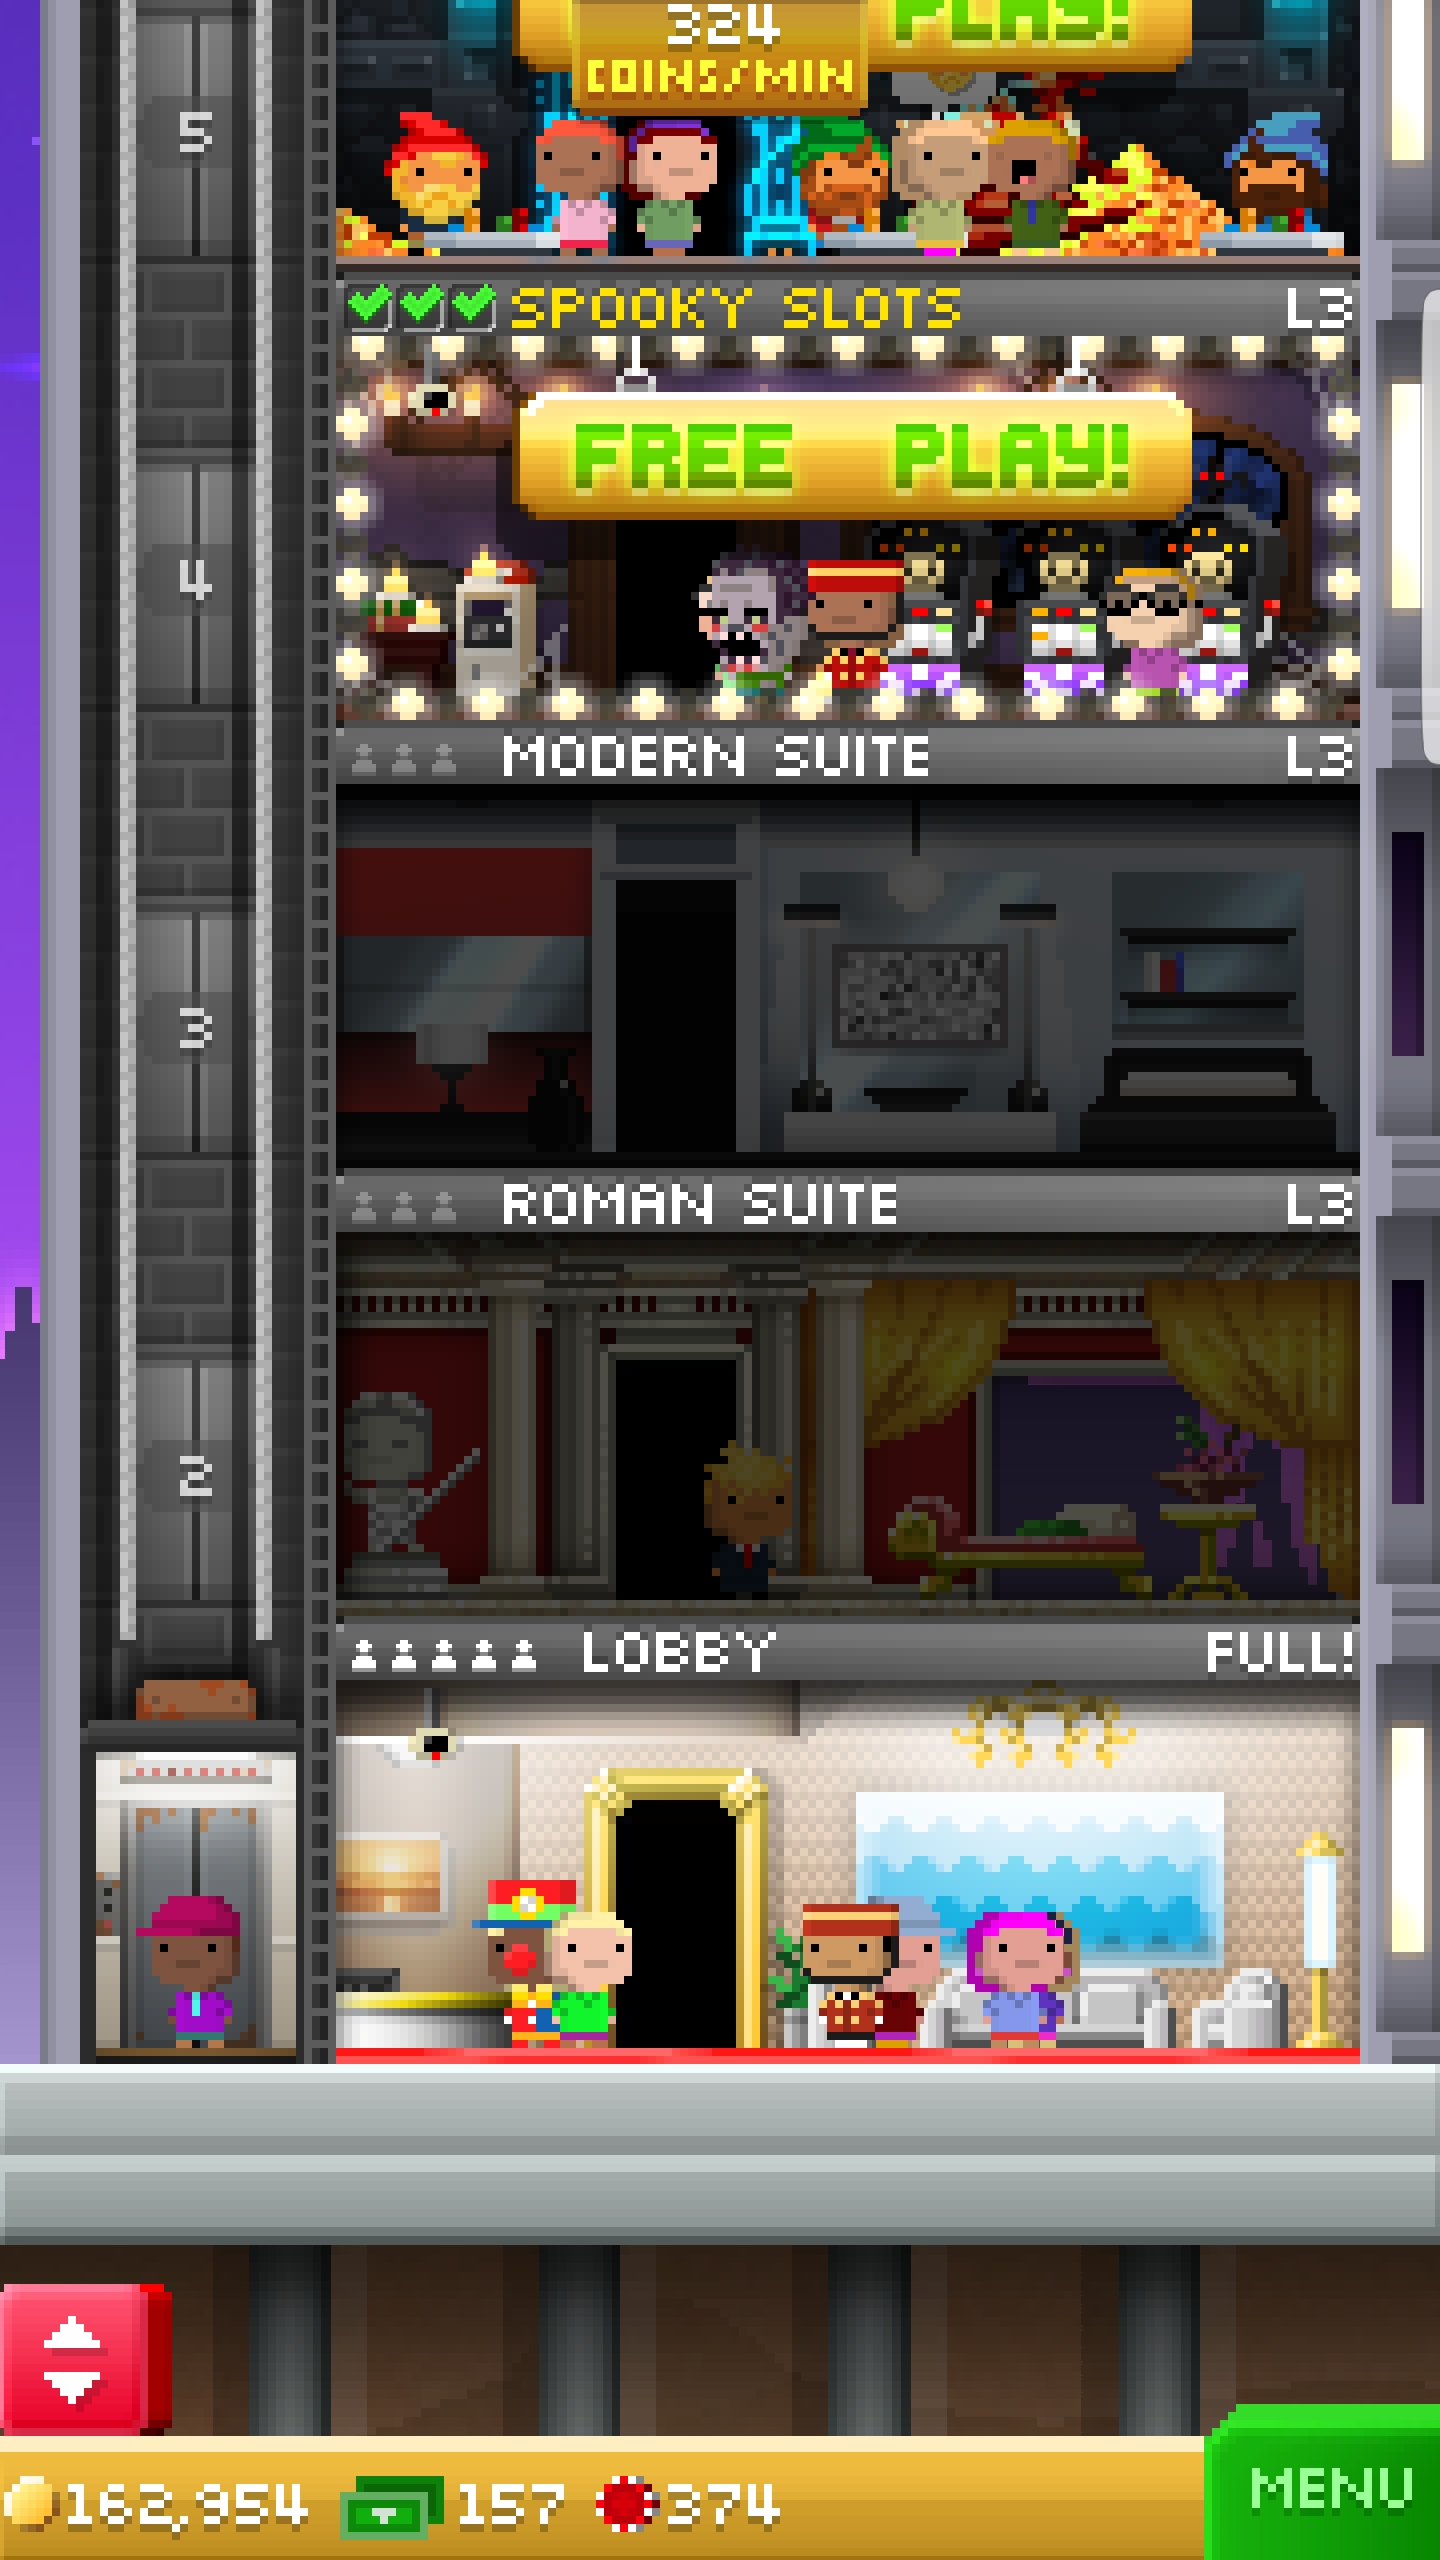 324
COINS/MIN
PLAY!
5
SPOOKY SLOTS
L3
FREE PLAY!
4
MODERN SUITE
L3
3
ROMAN SUITE
L3
2
LOBBY
FULL!
162,954
157
374
MENU